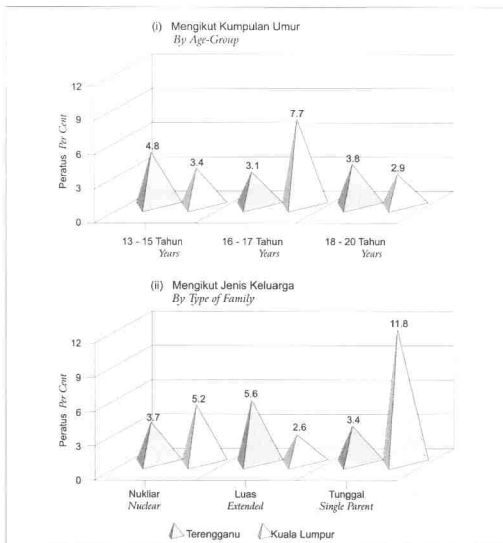 (i) Mengikut Kumpulan Umur
By Age-Group
Peratus Per Cent
12
9
6
3
0
4.8
3.4
3.1
7.7
3.8
2.9
13 - 15 Tahun
Years
16 - 17 Tahun
Years
18 - 20 Tahun
Years
(ii) Mengikut Jenis Keluarga
By Type of Family
Peratus Per Cent
12
9
6
3
0
3.7
5.2
5.6
2.6
3.4
11.8
Nukliar
Nuclear
Luas
Extended
Tunggal
Single Parent
Terengganu Kuala Lumpur